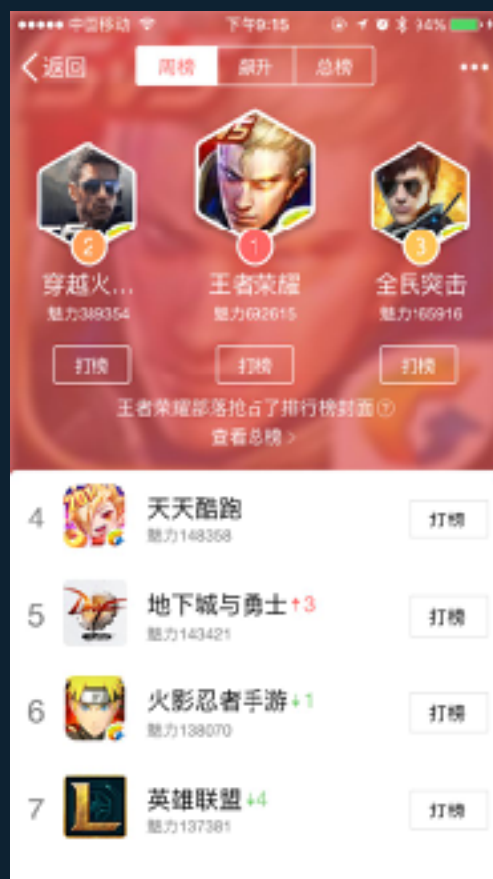 中国移动 下午9:15 94%
返回 周榜 飙升 总榜
2 1 3
穿越火... 王者荣耀 全民突击
魅力389354 魅力692615 魅力165916
打榜 打榜 打榜
王者荣耀部落抢占了排行榜封面?
查看总榜 >
4 天天酷跑 打榜
魅力148358
5 地下城与勇士↑3 打榜
魅力143421
6 火影忍者手游↓1 打榜
魅力138070
7 英雄联盟↓4 打榜
魅力137381